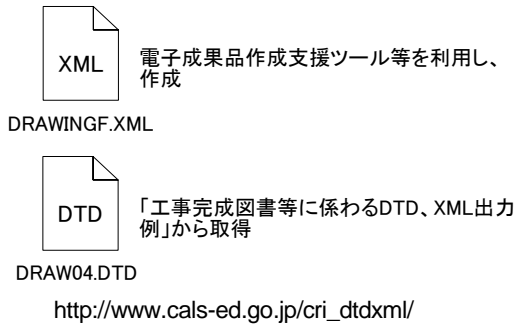 XML
電子成果品作成支援ツール等を利用し、
作成
DRAWINGF.XML
DTD
「工事完成図書等に係わるDTD、XML出力
例」から取得
DRAW04.DTD
http://www.cals-ed.go.jp/cri_dtdxml/